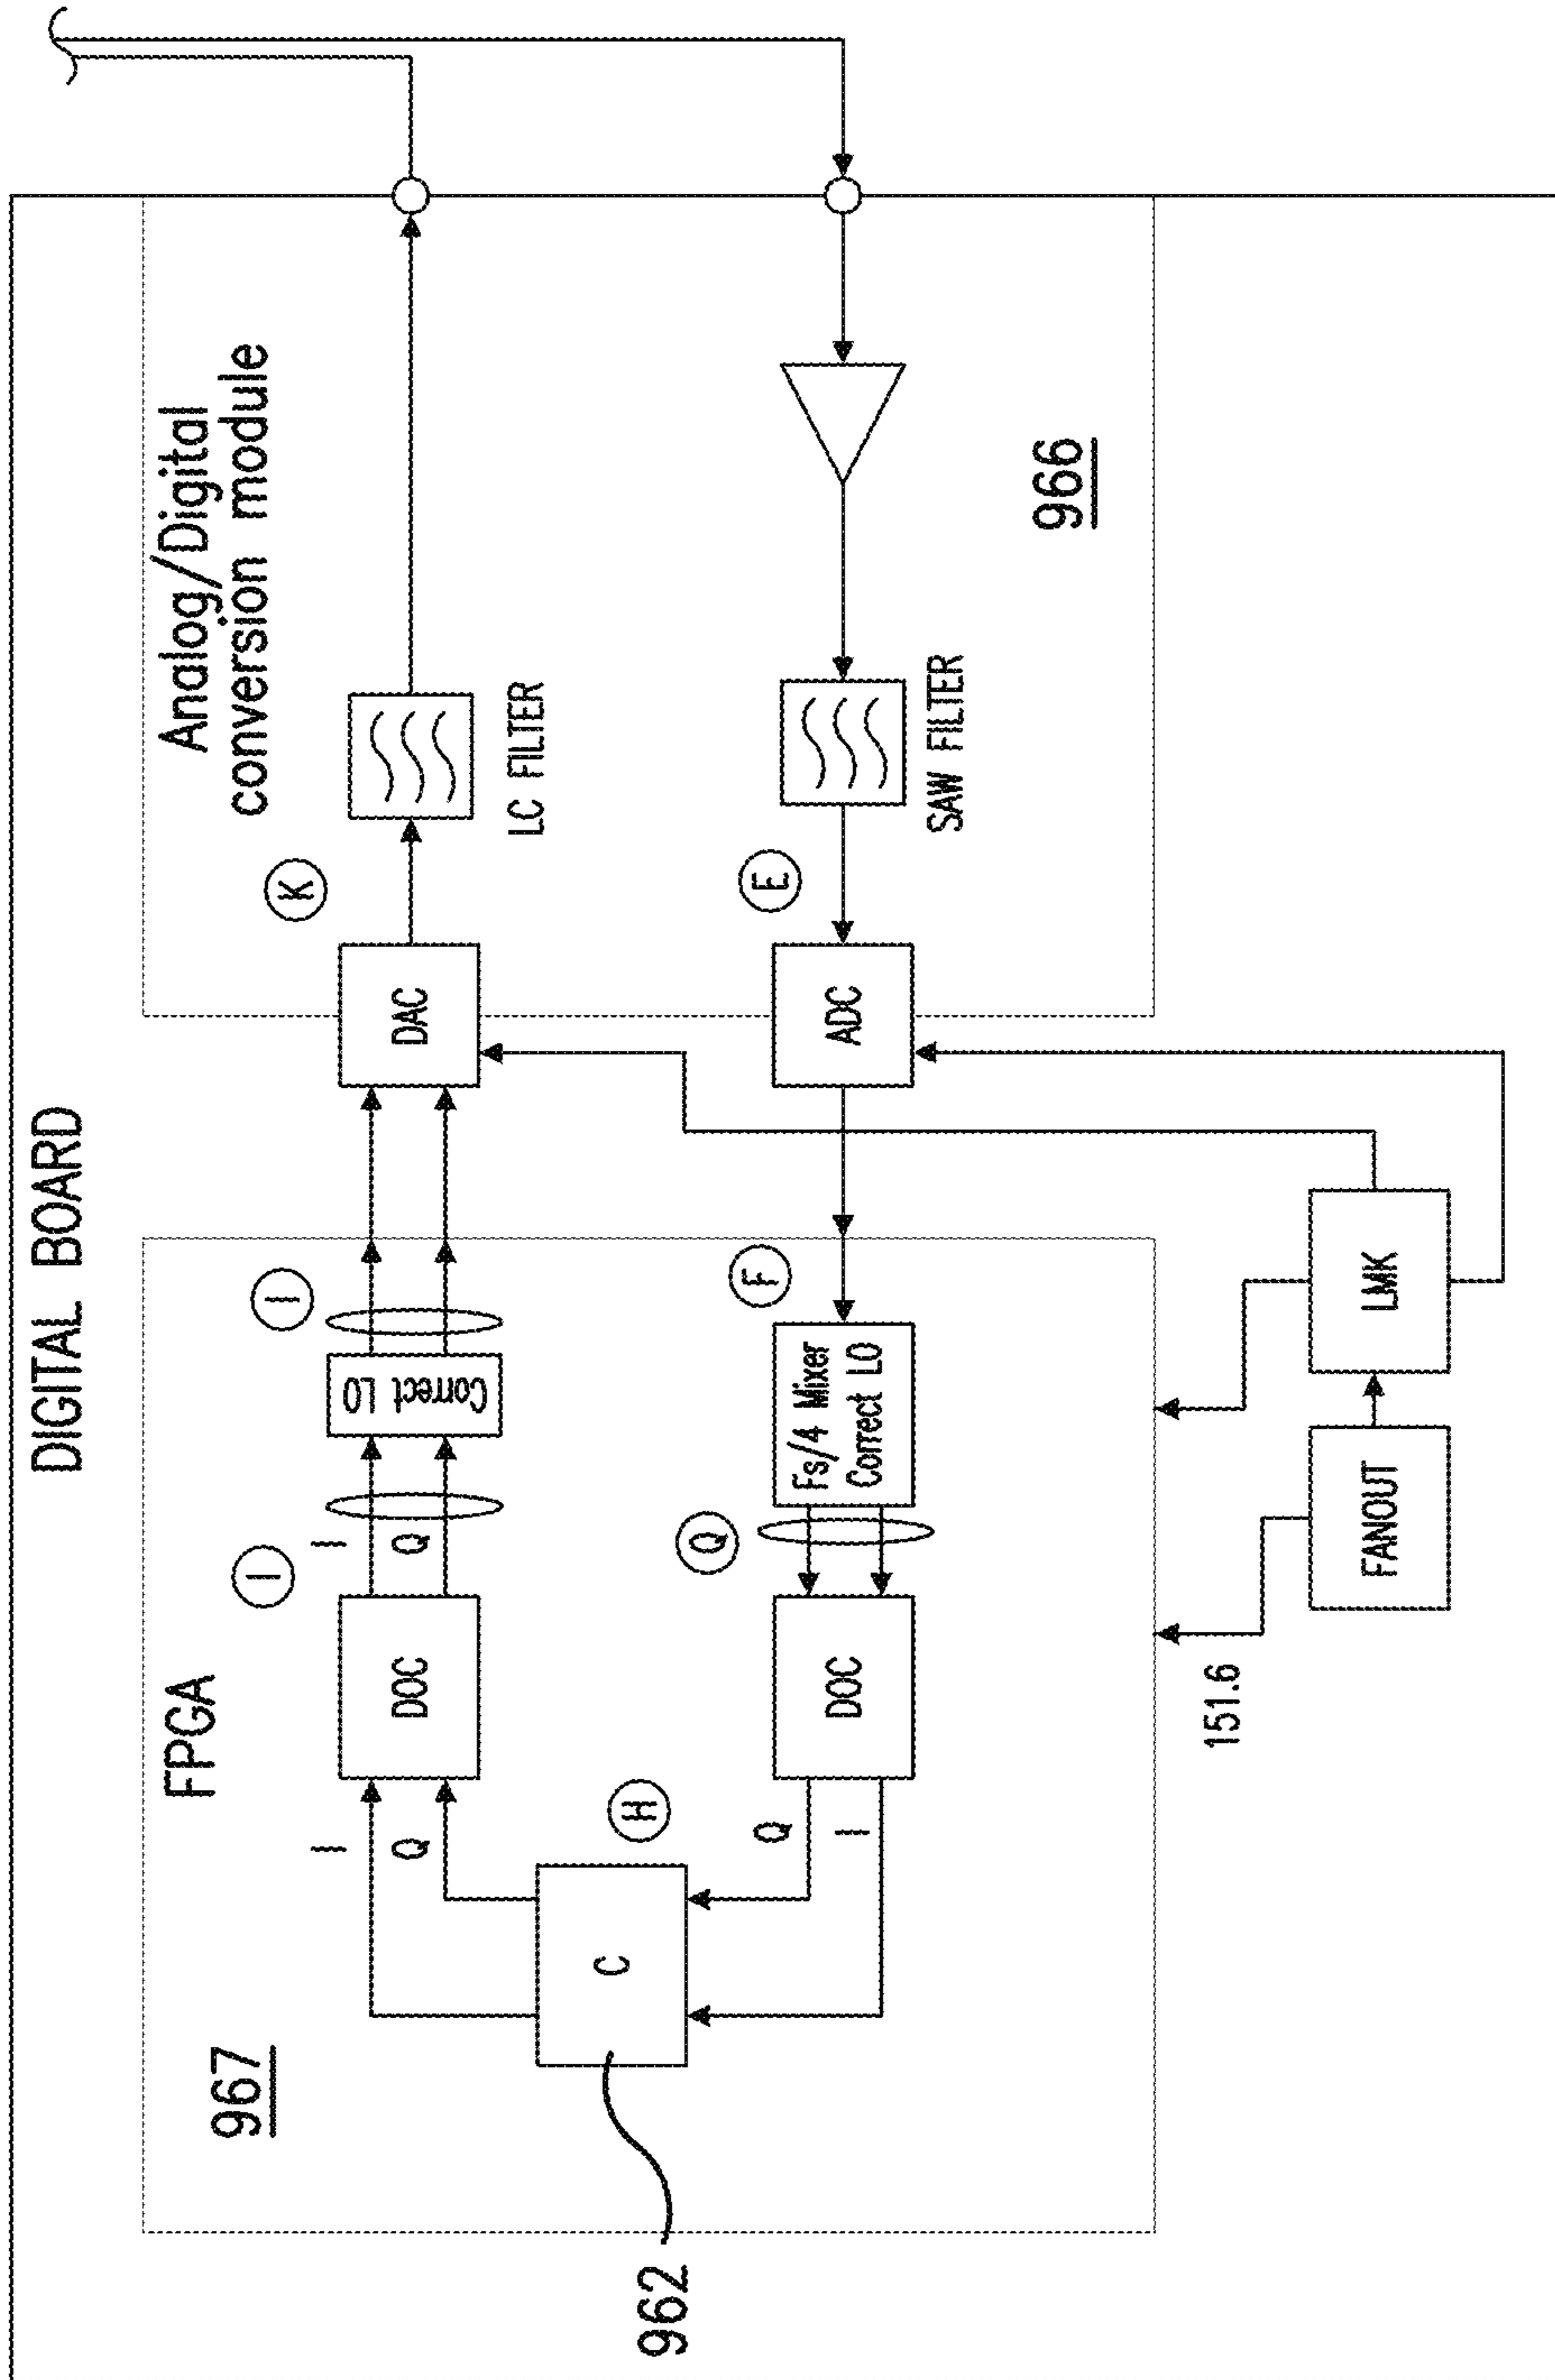 DIGITAL BOARD
967
FPGA
Analog/Digital
conversion module
I
I
K
I
Q
I
Q
DOC
Correct LO
DAC
LC FILTER
962
C
H
Q
I
DOC
Q
Fs/4 Mixer
Correct LO
F
ADC
E
SAW FILTER
966
151.6
FANOUT
LMK